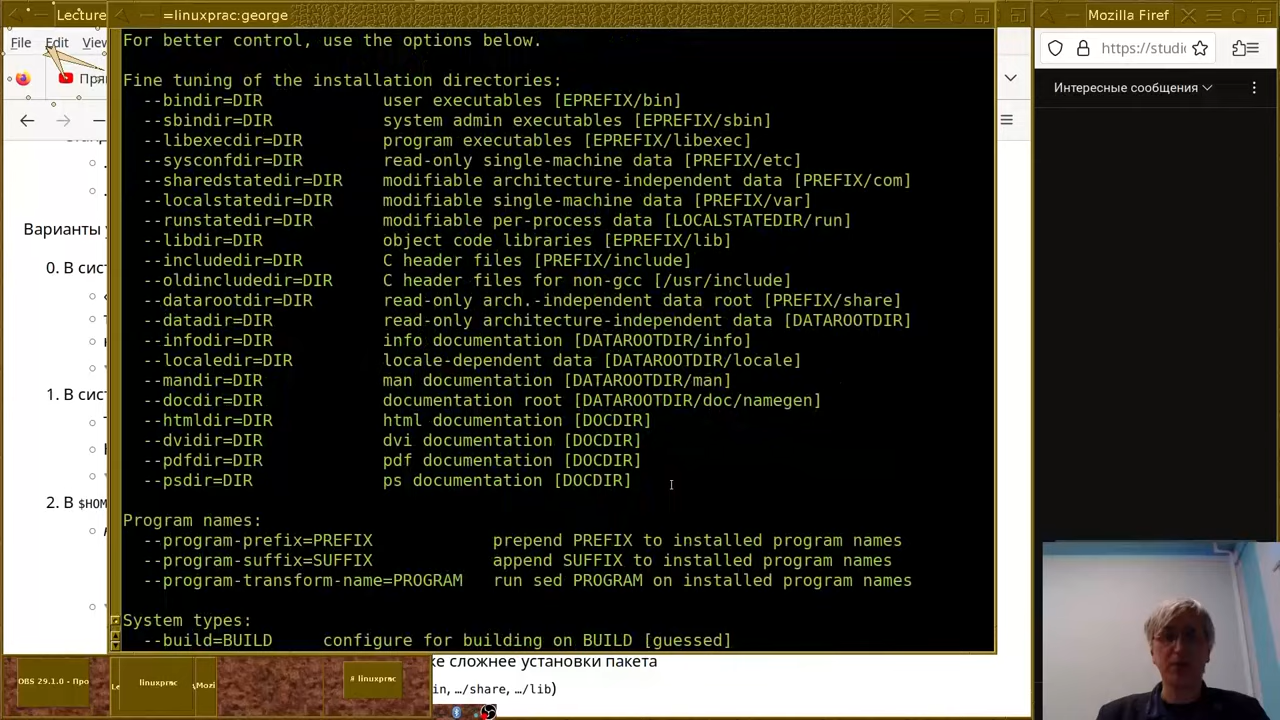 Lecture
=linuxprac:george
Mozilla Firef
File Edit View
For better control, use the options below.
https://studi
Пря
Интересные сообщения
Fine tuning of the installation directories:
--bindir=DIR user executables [EPREFIX/bin]
--sbindir=DIR system admin executables [EPREFIX/sbin]
--libexecdir=DIR program executables [EPREFIX/libexec]
--sysconfdir=DIR read-only single-machine data [PREFIX/etc]
--sharedstatedir=DIR modifiable architecture-independent data [PREFIX/com]
--localstatedir=DIR modifiable single-machine data [PREFIX/var]
--runstatedir=DIR modifiable per-process data [LOCALSTATEDIR/run]
--libdir=DIR object code libraries [EPREFIX/lib]
--includedir=DIR C header files [PREFIX/include]
--oldincludedir=DIR C header files for non-gcc [/usr/include]
--datarootdir=DIR read-only arch.-independent data root [PREFIX/share]
--datadir=DIR read-only architecture-independent data [DATAROOTDIR]
--infodir=DIR info documentation [DATAROOTDIR/info]
--localedir=DIR locale-dependent data [DATAROOTDIR/locale]
--mandir=DIR man documentation [DATAROOTDIR/man]
--docdir=DIR documentation root [DATAROOTDIR/doc/namegen]
--htmldir=DIR html documentation [DOCDIR]
--dvidir=DIR dvi documentation [DOCDIR]
--pdfdir=DIR pdf documentation [DOCDIR]
--psdir=DIR ps documentation [DOCDIR]
Program names:
--program-prefix=PREFIX prepend PREFIX to installed program names
--program-suffix=SUFFIX append SUFFIX to installed program names
--program-transform-name=PROGRAM run sed PROGRAM on installed program names
System types:
--build=BUILD configure for building on BUILD [guessed]
Варианты
0. В сист
1. В сист
2. В $HOM
сложнее установки пакета
in, …/share, …/lib)
OBS 29.1.0 - Про
linuxprac
# linuxprac